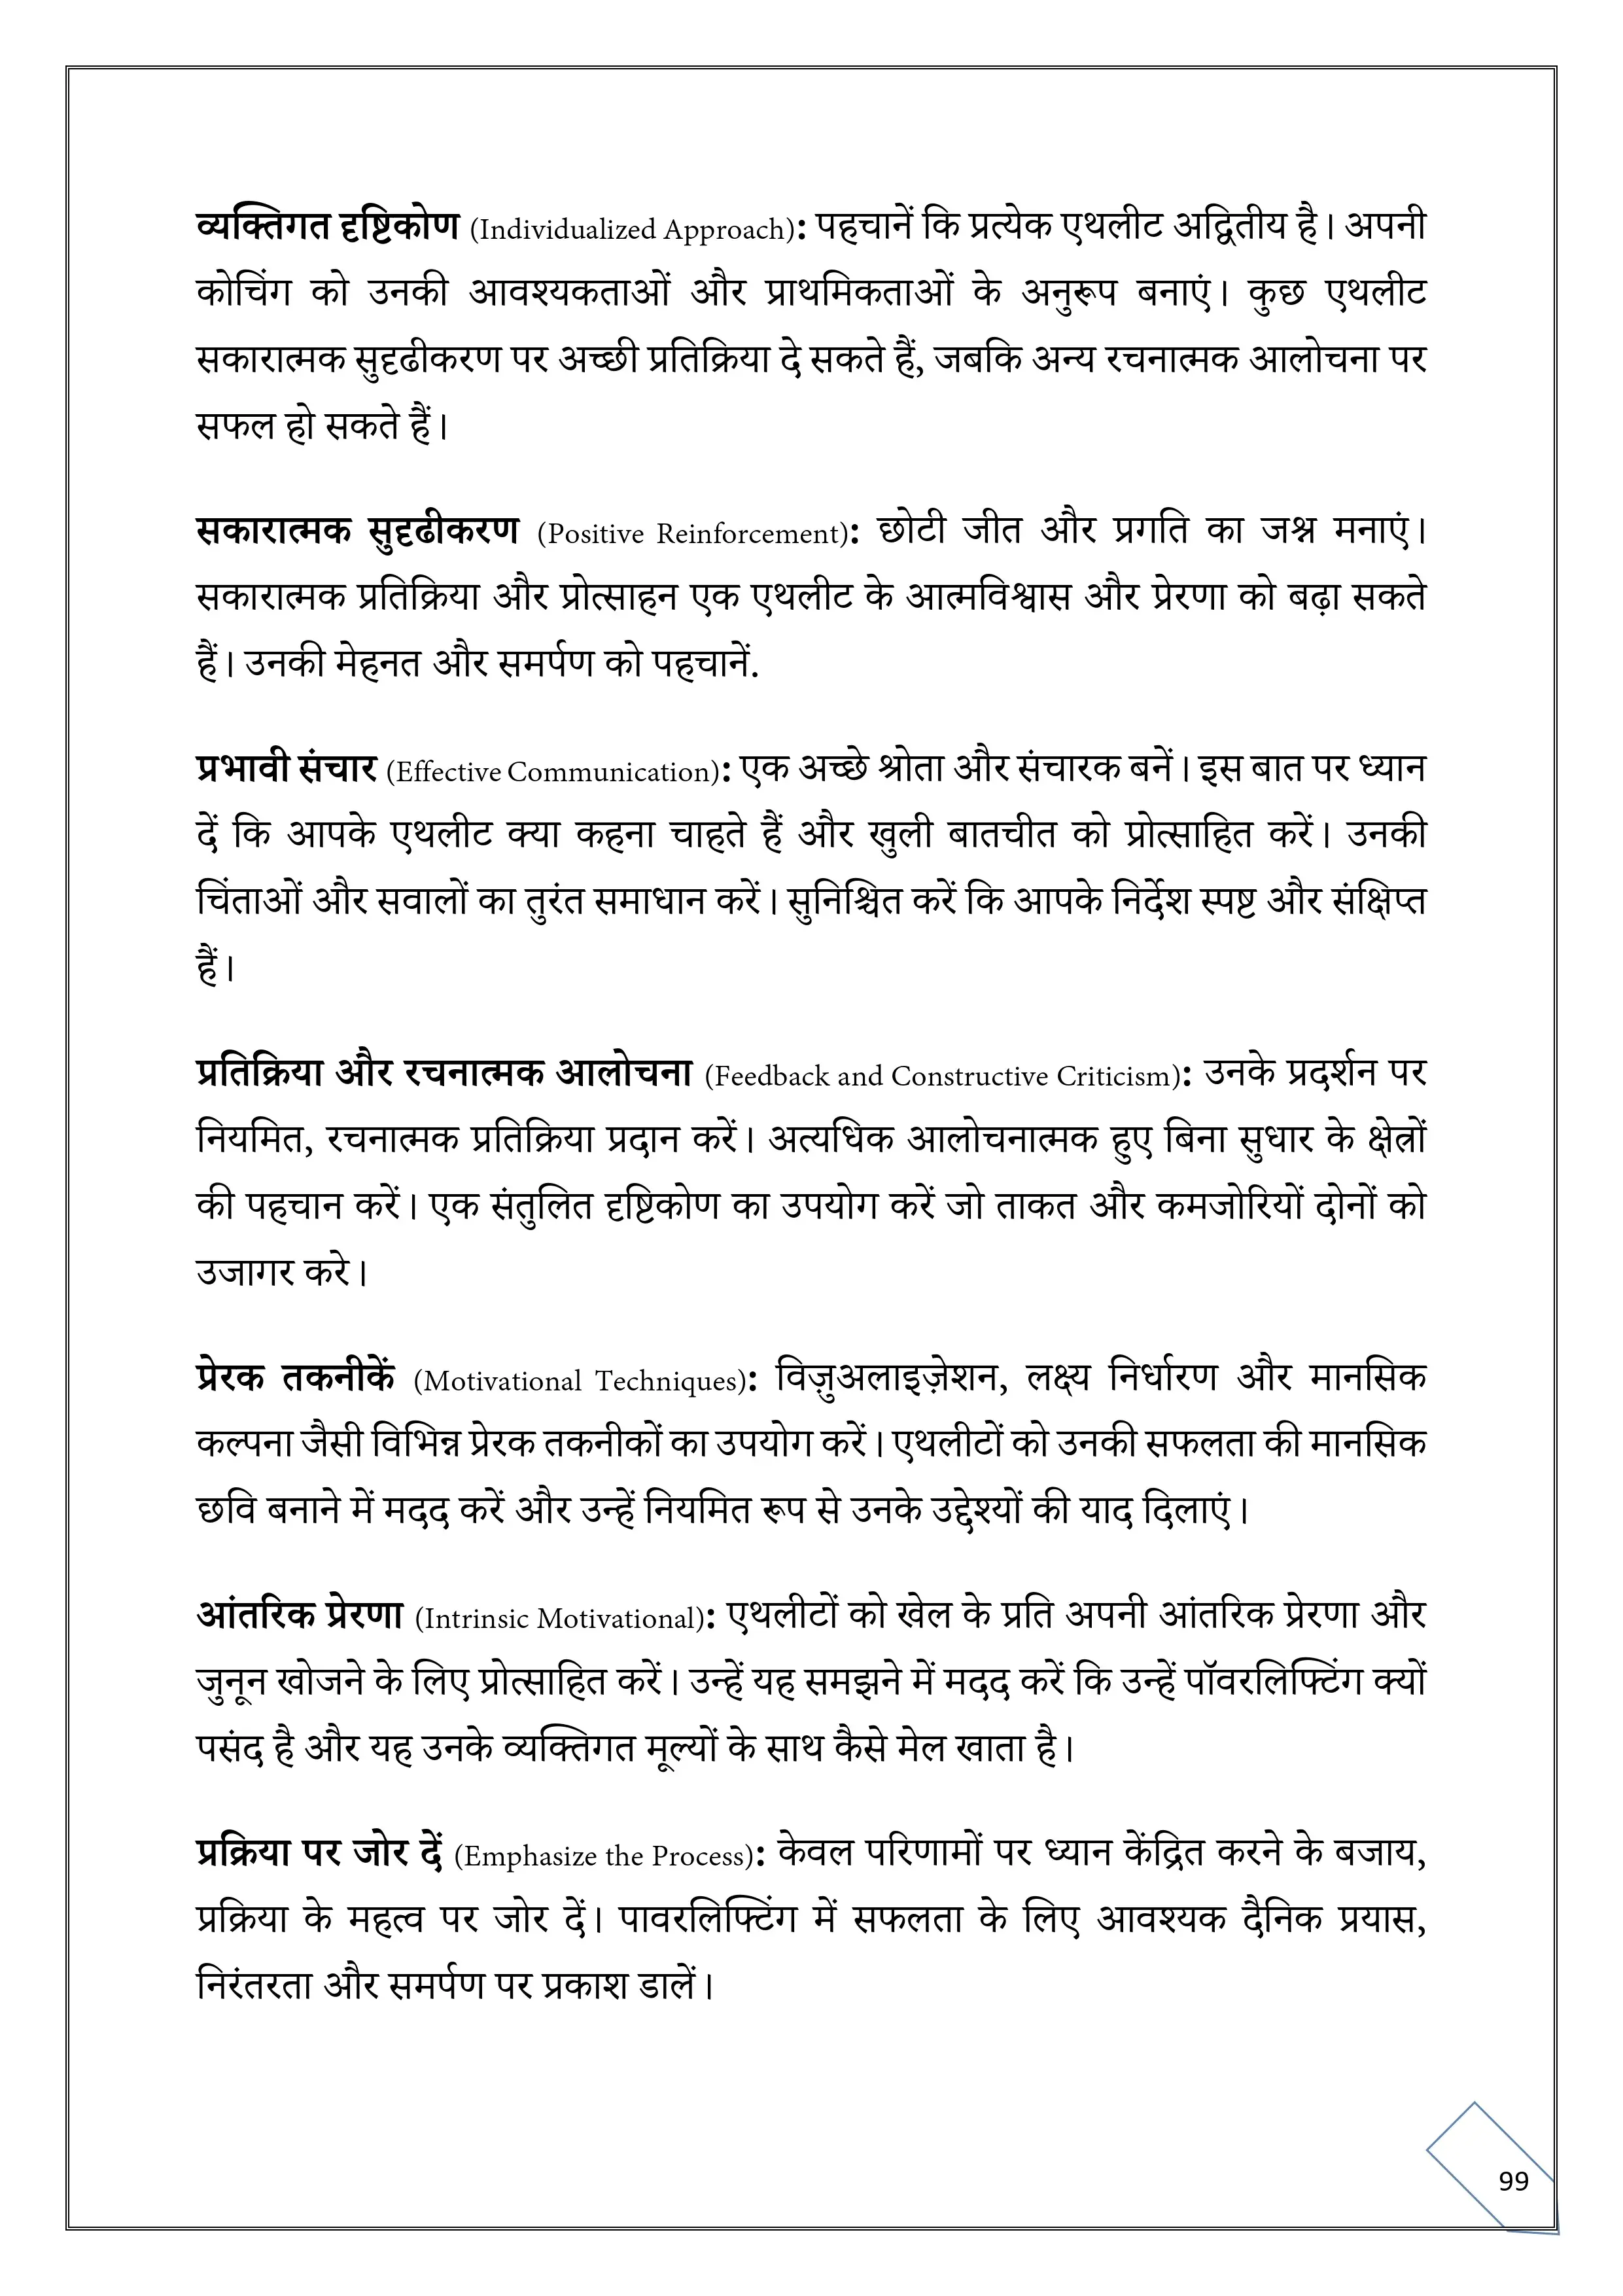 व्यक्तिगत दृष्टिकोण (Individualized Approach): पहचानें कि प्रत्येक एथलीट अद्वितीय है। अपनी
कोचिंग को उनकी आवश्यकताओं और प्राथमिकताओं के अनुरूप बनाएं। कुछ एथलीट
सकारात्मक सुदृढीकरण पर अच्छी प्रतिक्रिया दे सकते हैं, जबकि अन्य रचनात्मक आलोचना पर
सफल हो सकते हैं।
सकारात्मक सुदृढीकरण (Positive Reinforcement): छोटी जीत और प्रगति का जश्न मनाएं।
सकारात्मक प्रतिक्रिया और प्रोत्साहन एक एथलीट के आत्मविश्वास और प्रेरणा को बढ़ा सकते
हैं। उनकी मेहनत और समर्पण को पहचानें.
प्रभावी संचार (Effective Communication): एक अच्छे श्रोता और संचारक बनें। इस बात पर ध्यान
दें कि आपके एथलीट क्या कहना चाहते हैं और खुली बातचीत को प्रोत्साहित करें। उनकी
चिंताओं और सवालों का तुरंत समाधान करें। सुनिश्चित करें कि आपके निर्देश स्पष्ट और संक्षिप्त
हैं।
प्रतिक्रिया और रचनात्मक आलोचना (Feedback and Constructive Criticism): उनके प्रदर्शन पर
नियमित, रचनात्मक प्रतिक्रिया प्रदान करें। अत्यधिक आलोचनात्मक हुए बिना सुधार के क्षेत्रों
की पहचान करें। एक संतुलित दृष्टिकोण का उपयोग करें जो ताकत और कमजोरियों दोनों को
उजागर करे।
प्रेरक तकनीकें (Motivational Techniques): विज़ुअलाइज़ेशन, लक्ष्य निर्धारण और मानसिक
कल्पना जैसी विभिन्न प्रेरक तकनीकों का उपयोग करें। एथलीटों को उनकी सफलता की मानसिक
छवि बनाने में मदद करें और उन्हें नियमित रूप से उनके उद्देश्यों की याद दिलाएं।
आंतरिक प्रेरणा (Intrinsic Motivational): एथलीटों को खेल के प्रति अपनी आंतरिक प्रेरणा और
जुनून खोजने के लिए प्रोत्साहित करें। उन्हें यह समझने में मदद करें कि उन्हें पॉवरलिफ्टिंग क्यों
पसंद है और यह उनके व्यक्तिगत मूल्यों के साथ कैसे मेल खाता है।
प्रक्रिया पर जोर दें (Emphasize the Process): केवल परिणामों पर ध्यान केंद्रित करने के बजाय,
प्रक्रिया के महत्व पर जोर दें। पावरलिफ्टिंग में सफलता के लिए आवश्यक दैनिक प्रयास,
निरंतरता और समर्पण पर प्रकाश डालें।
99